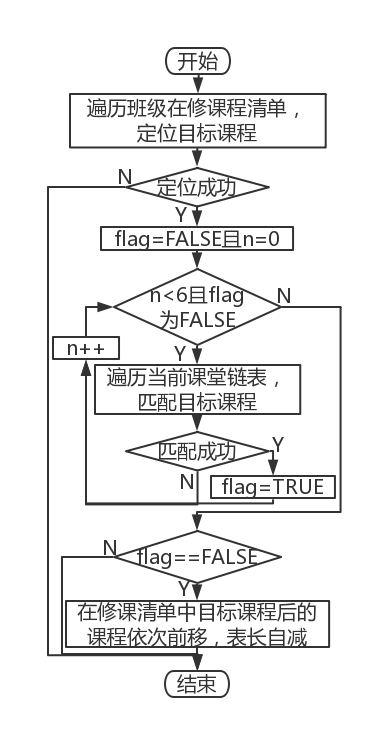 开始
遍历班级在修课程清单，
定位目标课程
N
定位成功
Y
flag=FALSE且n=0
n<6且flag
为FALSE
N
n++
Y
遍历当前课堂链表，
匹配目标课程
匹配成功
Y
N
flag=TRUE
N
flag==FALSE
Y
在修课清单中目标课程后的
课程依次前移，表长自减
结束